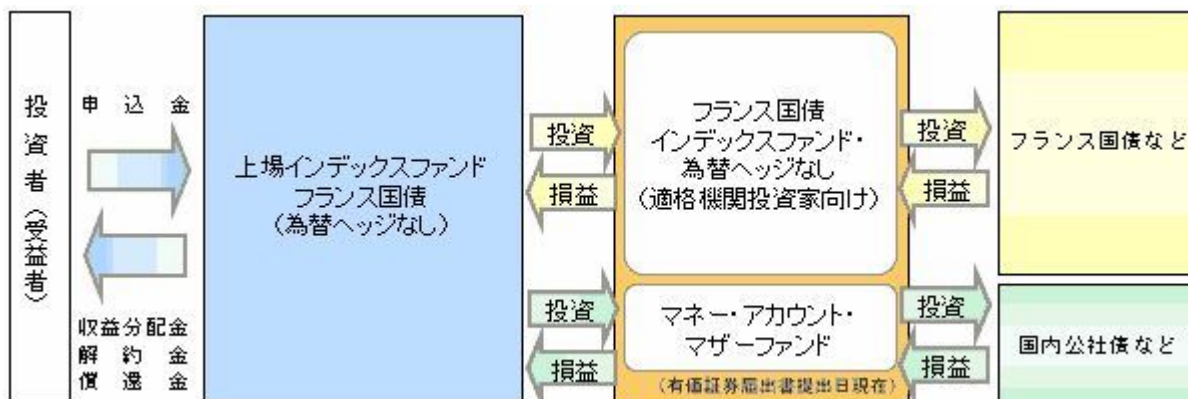 投資者（受益者）
申込金
収益分配金
解約金
償還金
上場インデックスファンド
フランス国債
（為替ヘッジなし）
投資
損益
投資
損益
フランス国債
インデックスファンド・
為替ヘッジなし
（適格機関投資家向け）
マネー・アカウント・
マザーファンド
（有価証券届出書提出日現在）
投資
損益
投資
損益
フランス国債など
国内公社債など